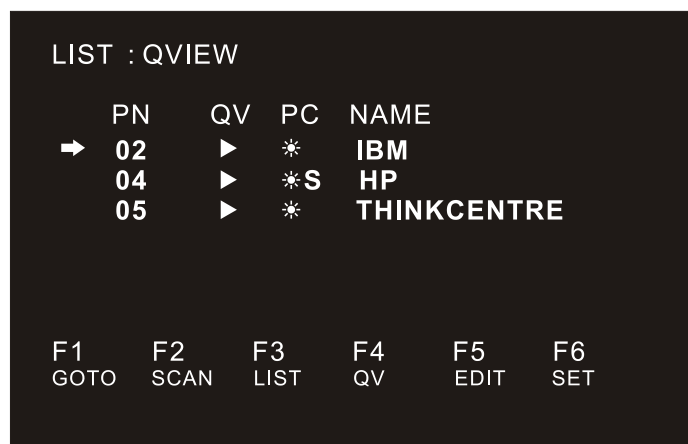 LIST : QVIEW
PN QV PC NAME
➡ 02 ▶ ☀ IBM
04 ▶ ☀S HP
05 ▶ ☀ THINKCENTRE
F1 F2 F3 F4 F5 F6
GOTO SCAN LIST QV EDIT SET